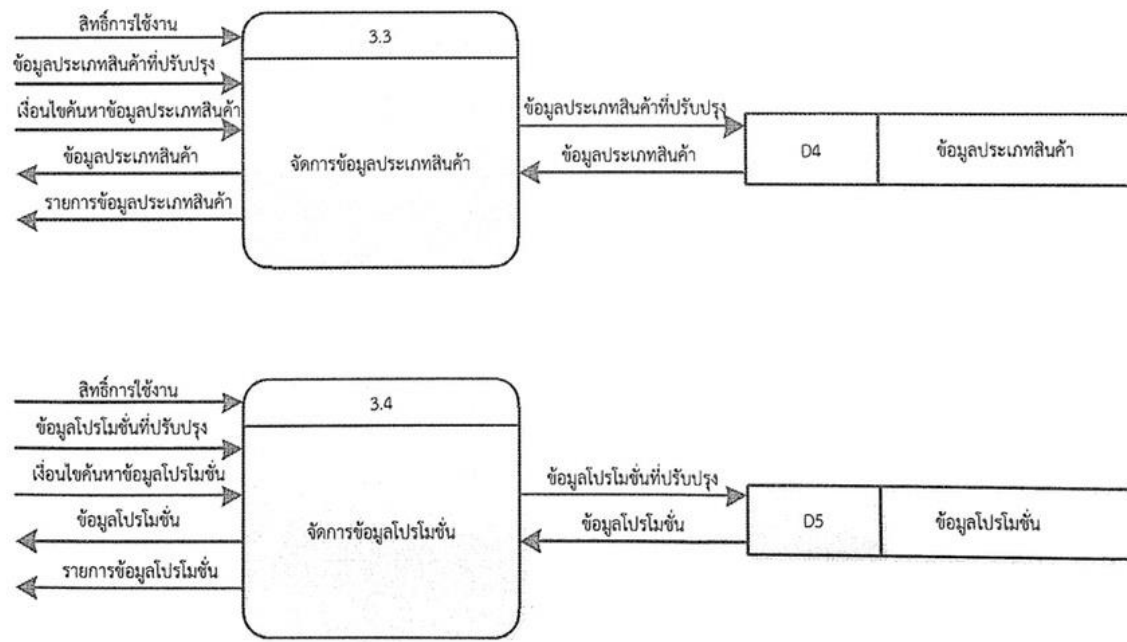 สิทธิ์การใช้งาน
3.3
ข้อมูลประเภทสินค้าที่ปรับปรุง
เงื่อนไขค้นหาข้อมูลประเภทสินค้า
ข้อมูลประเภทสินค้า
รายการข้อมูลประเภทสินค้า
จัดการข้อมูลประเภทสินค้า
ข้อมูลประเภทสินค้าที่ปรับปรุง
ข้อมูลประเภทสินค้า
D4
ข้อมูลประเภทสินค้า
สิทธิ์การใช้งาน
3.4
ข้อมูลโปรโมชั่นที่ปรับปรุง
เงื่อนไขค้นหาข้อมูลโปรโมชั่น
ข้อมูลโปรโมชั่น
รายการข้อมูลโปรโมชั่น
จัดการข้อมูลโปรโมชั่น
ข้อมูลโปรโมชั่นที่ปรับปรุง
ข้อมูลโปรโมชั่น
D5
ข้อมูลโปรโมชั่น